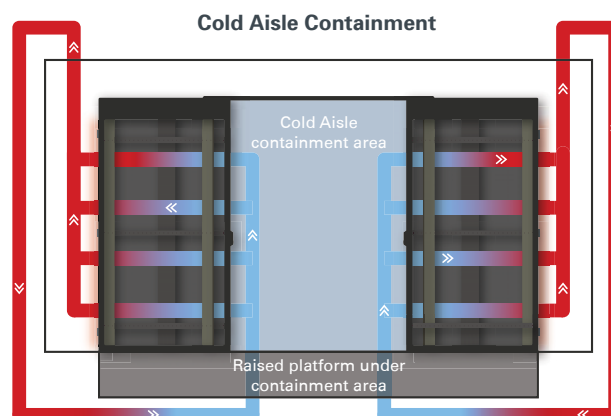 Cold Aisle Containment
Cold Aisle
containment area
Raised platform under
containment area